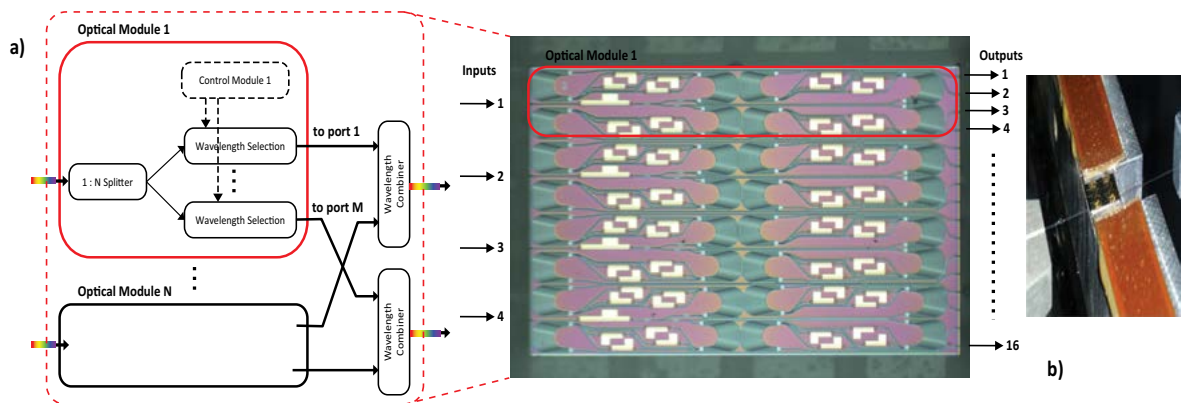 a)
Optical Module 1
Control Module 1
Wavelength Selection
to port 1
1 : N Splitter
Wavelength Selection
to port M
Wavelength
Combiner
Optical Module N
Wavelength
Combiner
Inputs
1
2
3
4
Optical Module 1
Outputs
1
2
3
4
16
b)